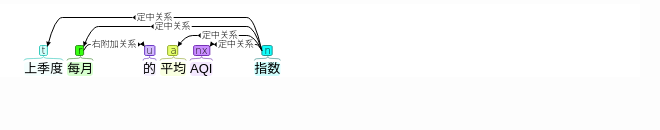 定中关系
定中关系
定中关系
右附加关系 定中关系
t r u a nx n
上季度 每月 的 平均 AQI 指数